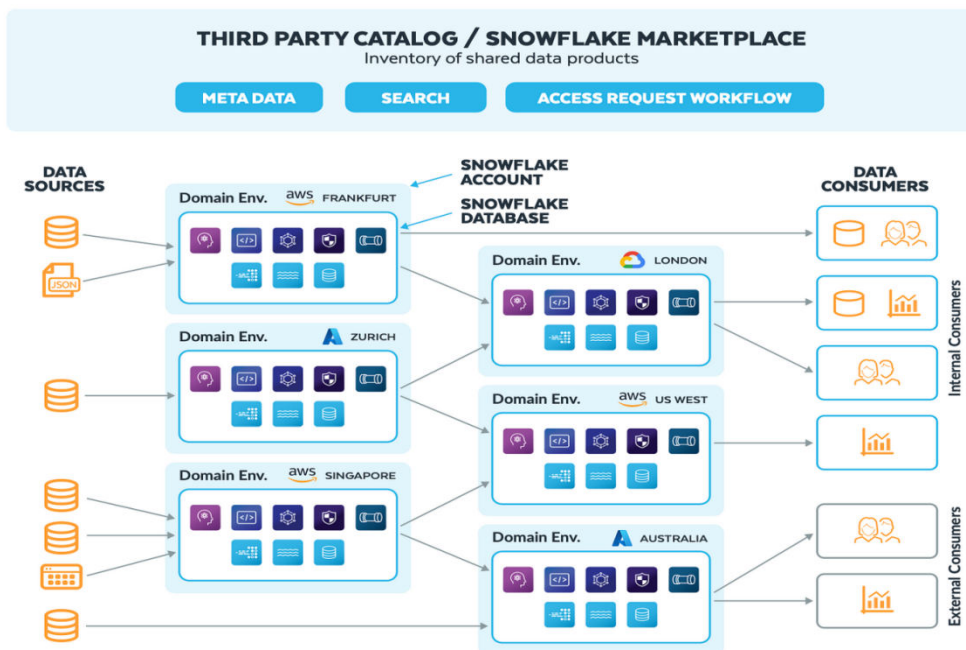 THIRD PARTY CATALOG / SNOWFLAKE MARKETPLACE
Inventory of shared data products
META DATA
SEARCH
ACCESS REQUEST WORKFLOW
DATA
SOURCES
SNOWFLAKE
ACCOUNT
SNOWFLAKE
DATABASE
DATA
CONSUMERS
Domain Env. aws FRANKFURT
</>
JSON
Domain Env. LONDON
</>
Domain Env. ZURICH
</>
Domain Env. aws US WEST
</>
Domain Env. aws SINGAPORE
</>
Domain Env. AUSTRALIA
</>
Internal Consumers
External Consumers